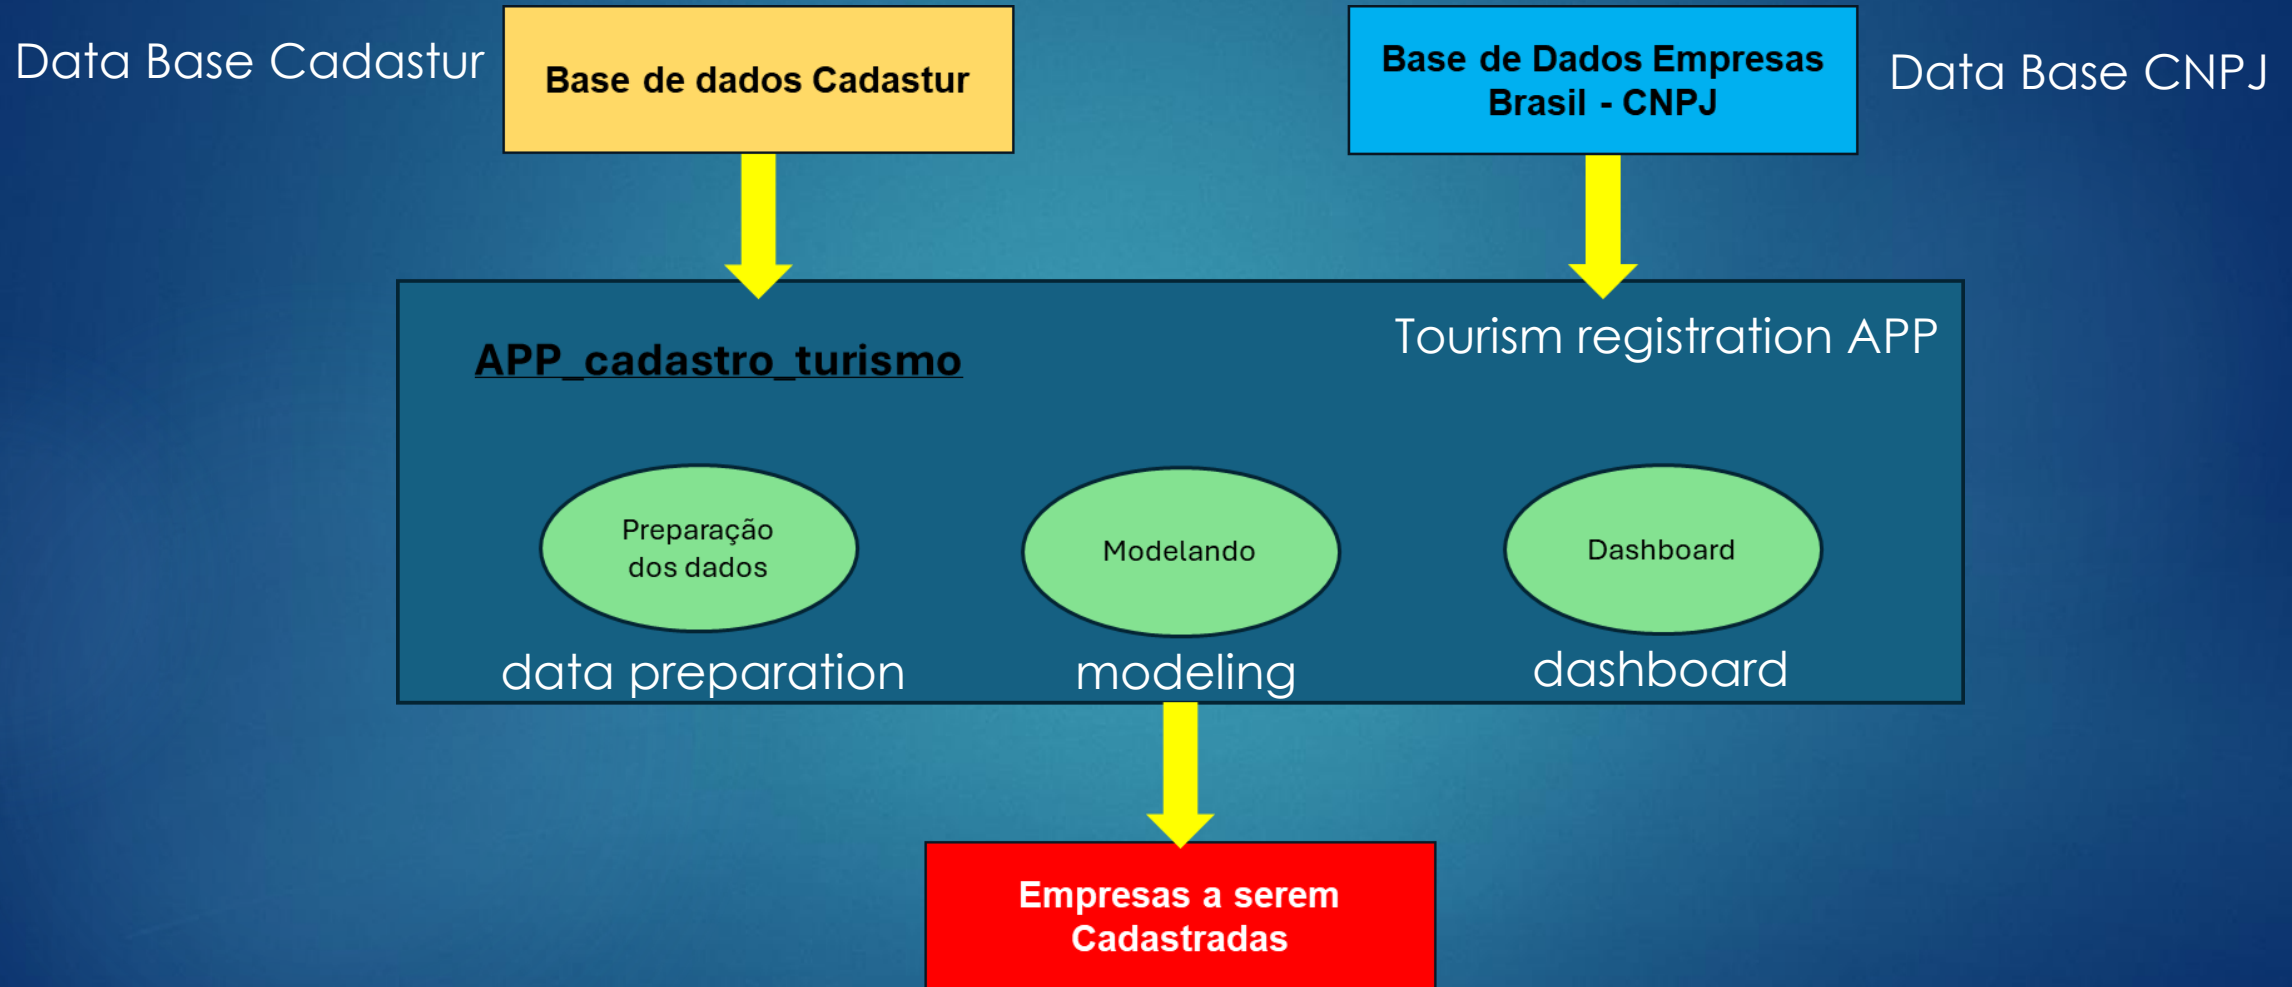 Data Base Cadastur
Base de dados Cadastur
Base de Dados Empresas
Brasil - CNPJ
Data Base CNPJ
APP_cadastro_turismo
Tourism registration APP
Preparação
dos dados
Modelando
Dashboard
data preparation
modeling
dashboard
Empresas a serem
Cadastradas